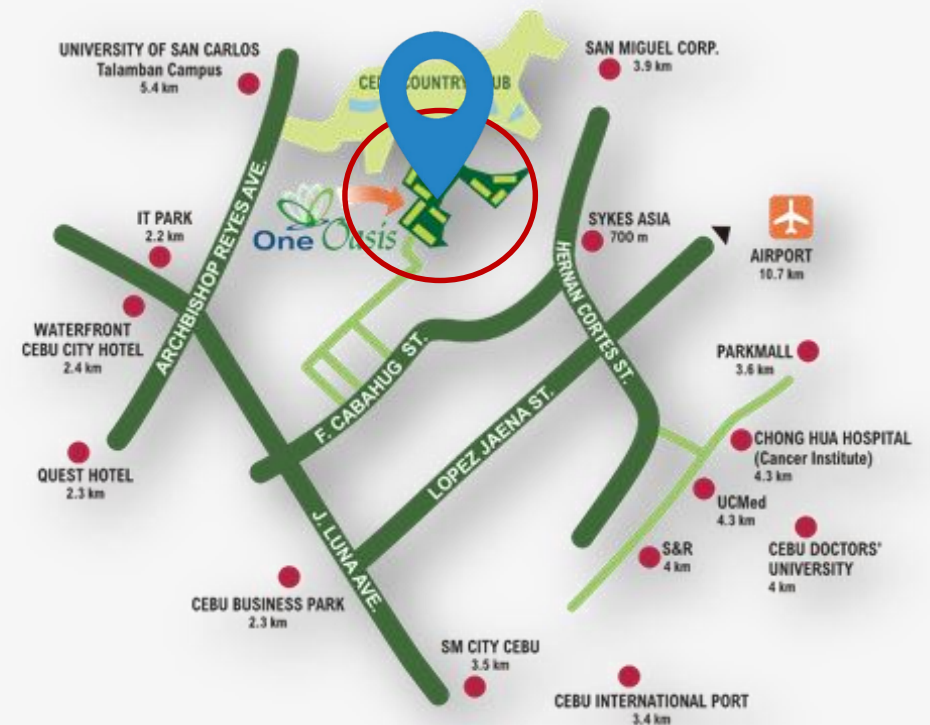 UNIVERSITY OF SAN CARLOS
Talamban Campus
5.4 km
SAN MIGUEL CORP.
3.9 km
COUNTRY
One Oasis
ARCHBISHOP REYES AVE.
IT PARK
2.2 km
SYKES ASIA
700 m
AIRPORT
10.7 km
HERNAN CORTES ST.
WATERFRONT
CEBU CITY HOTEL
2.4 km
F. CABAHUG ST.
PARKMALL
3.6 km
LOPEZ JAENA ST.
QUEST HOTEL
2.3 km
CHONG HUA HOSPITAL
(Cancer Institute)
4.3 km
UCMed
4.3 km
J. LUNA AVE.
S&R
4 km
CEBU DOCTORS'
UNIVERSITY
4 km
CEBU BUSINESS PARK
2.3 km
SM CITY CEBU
3.5 km
CEBU INTERNATIONAL PORT
3.4 km